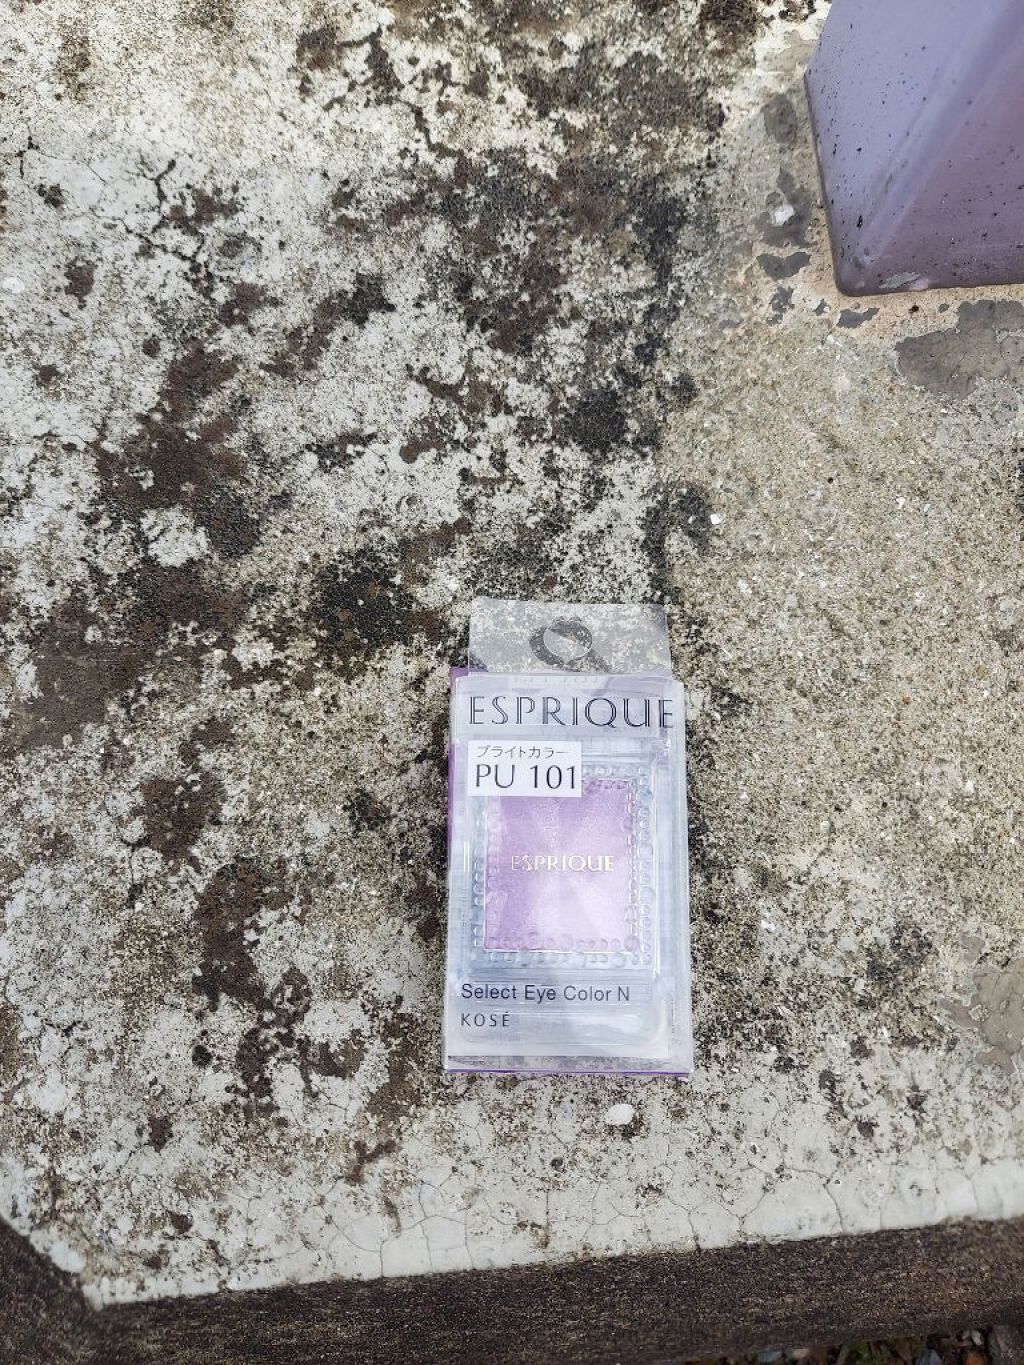 ESPRIQUE
ブライトカラー
PU 101
ESPRIQUE
Select Eye Color N
KOSÉ